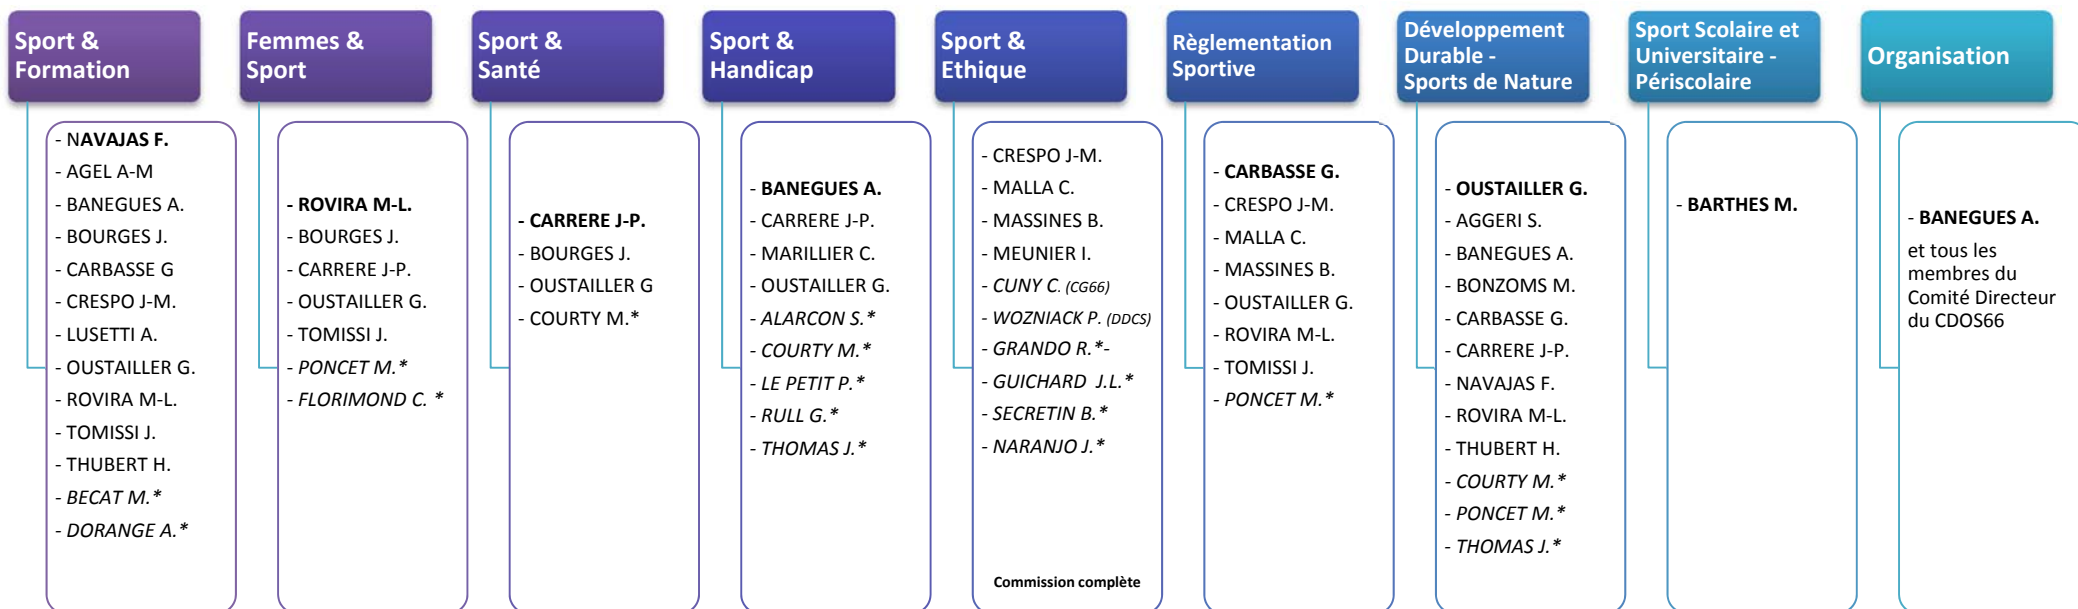 Sport &
Formation
- NAVAJAS F.
- AGEL A-M
- BANEGUES A.
- BOURGES J.
- CARBASSE G
- CRESPO J-M.
- LUSETTI A.
- OUSTAILLER G.
- ROVIRA M-L.
- TOMISSI J.
- THUBERT H.
- BECAT M.*
- DORANGE A.*
Femmes &
Sport
- ROVIRA M-L.
- BOURGES J.
- CARRERE J-P.
- OUSTAILLER G.
- TOMISSI J.
- PONCET M.*
- FLORIMOND C. *
Sport &
Santé
- CARRERE J-P.
- BOURGES J.
- OUSTAILLER G
- COURTY M.*
Sport &
Handicap
- BANEGUES A.
- CARRERE J-P.
- MARILLIER C.
- OUSTAILLER G.
- ALARCON S.*
- COURTY M.*
- LE PETIT P.*
- RULL G.*
- THOMAS J.*
Sport &
Ethique
- CRESPO J-M.
- MALLA C.
- MASSINES B.
- MEUNIER I.
- CUNY C. (CG66)
- WOZNIACK P. (DDCS)
- GRANDO R.*-
- GUICHARD J.L.*
- SECRETIN B.*
- NARANJO J.*
Commission complète
Règlementation
Sportive
- CARBASSE G.
- CRESPO J-M.
- MALLA C.
- MASSINES B.
- OUSTAILLER G.
- ROVIRA M-L.
- TOMISSI J.
- PONCET M.*
Développement
Durable -
Sports de Nature
- OUSTAILLER G.
- AGGERI S.
- BANEGUES A.
- BONZOMS M.
- CARBASSE G.
- CARRERE J-P.
- NAVAJAS F.
- ROVIRA M-L.
- THUBERT H.
- COURTY M.*
- PONCET M.*
- THOMAS J.*
Sport Scolaire et
Universitaire -
Périscolaire
- BARTHES M.
Organisation
- BANEGUES A.
et tous les
membres du
Comité Directeur
du CDOS66